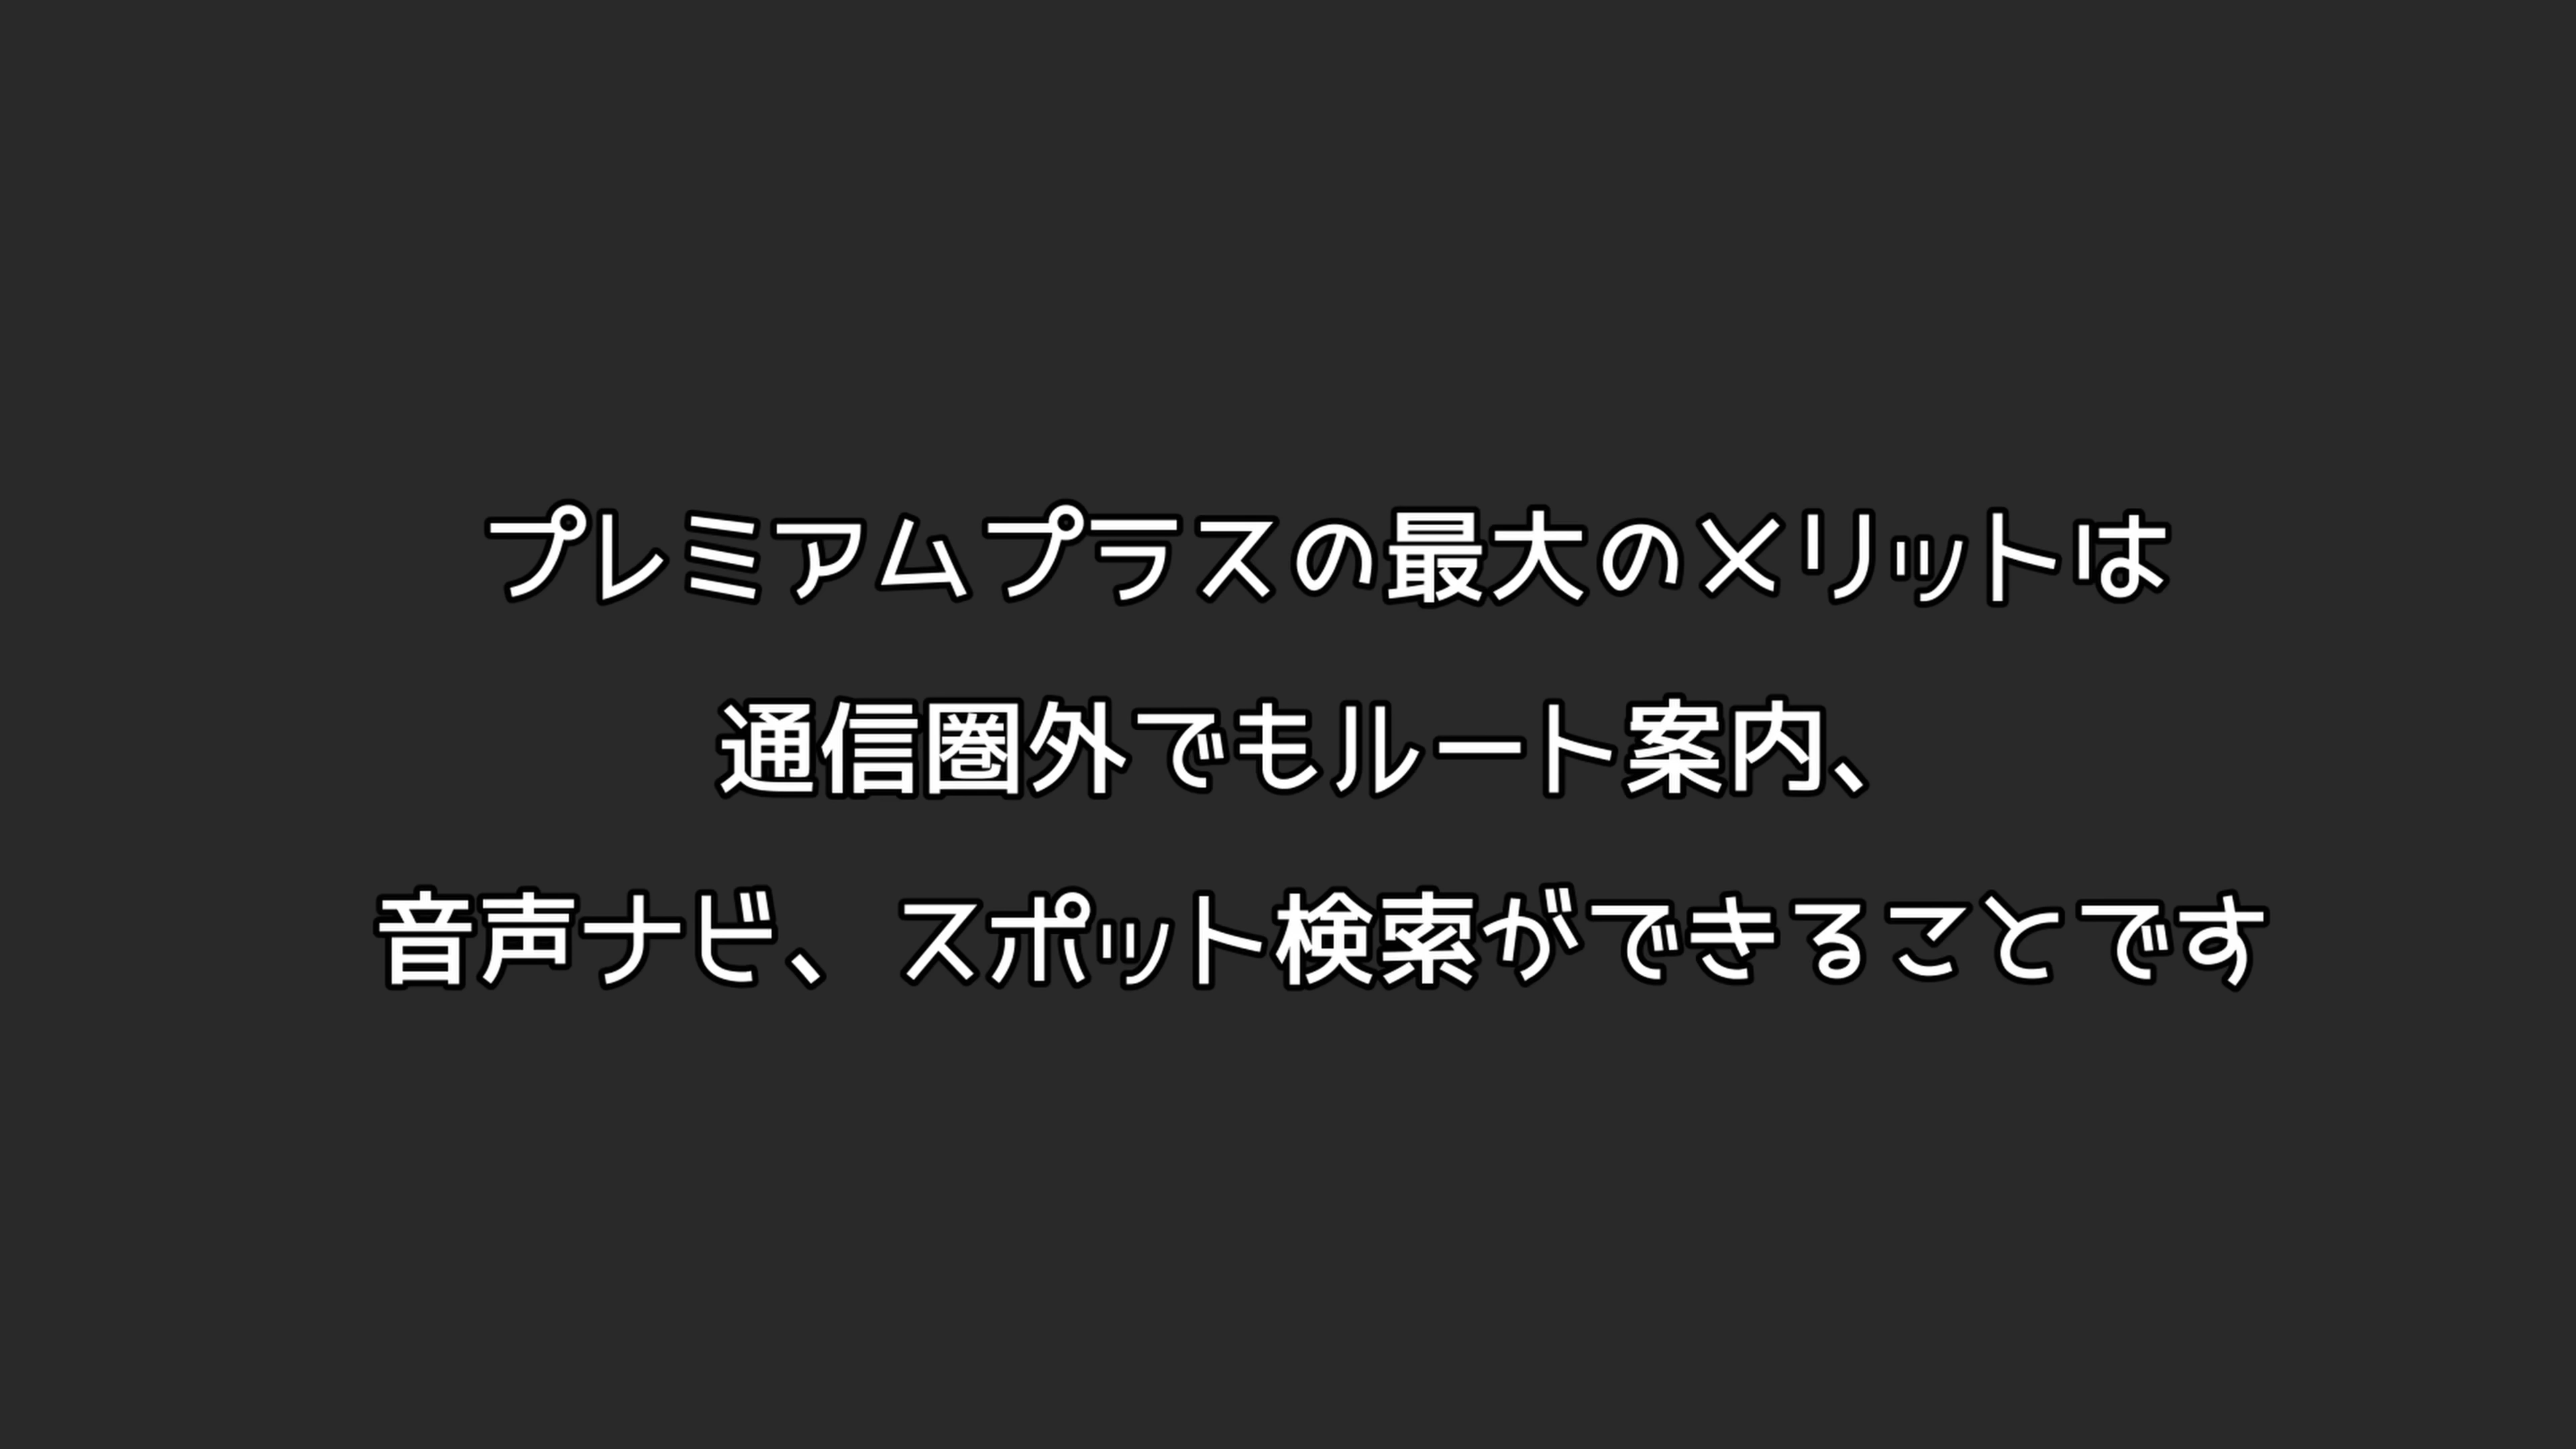 プレミアムプラスの最大のメリットは
通信圏外でもルート案内、
音声ナビ、スポット検索ができることです